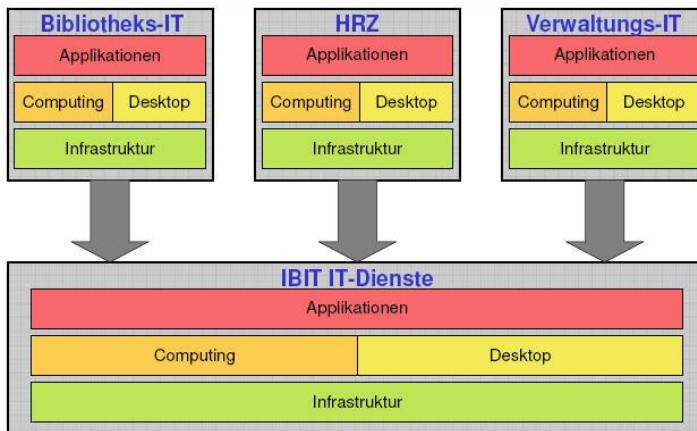 Bibliotheks-IT
Applikationen
Computing Desktop
Infrastruktur
HRZ
Applikationen
Computing Desktop
Infrastruktur
Verwaltungs-IT
Applikationen
Computing Desktop
Infrastruktur
IBIT IT-Dienste
Applikationen
Computing Desktop
Infrastruktur